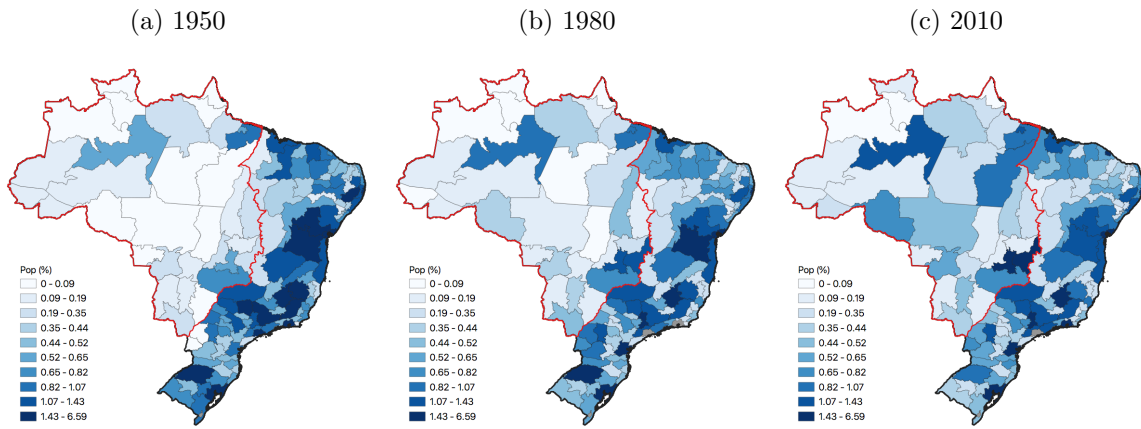 (a) 1950
(b) 1980
(c) 2010
Pop (%)
0 - 0.09
0.09 - 0.19
0.19 - 0.35
0.35 - 0.44
0.44 - 0.52
0.52 - 0.65
0.65 - 0.82
0.82 - 1.07
1.07 - 1.43
1.43 - 6.59
Pop (%)
0 - 0.09
0.09 - 0.19
0.19 - 0.35
0.35 - 0.44
0.44 - 0.52
0.52 - 0.65
0.65 - 0.82
0.82 - 1.07
1.07 - 1.43
1.43 - 6.59
Pop (%)
0 - 0.09
0.09 - 0.19
0.19 - 0.35
0.35 - 0.44
0.44 - 0.52
0.52 - 0.65
0.65 - 0.82
0.82 - 1.07
1.07 - 1.43
1.43 - 6.59